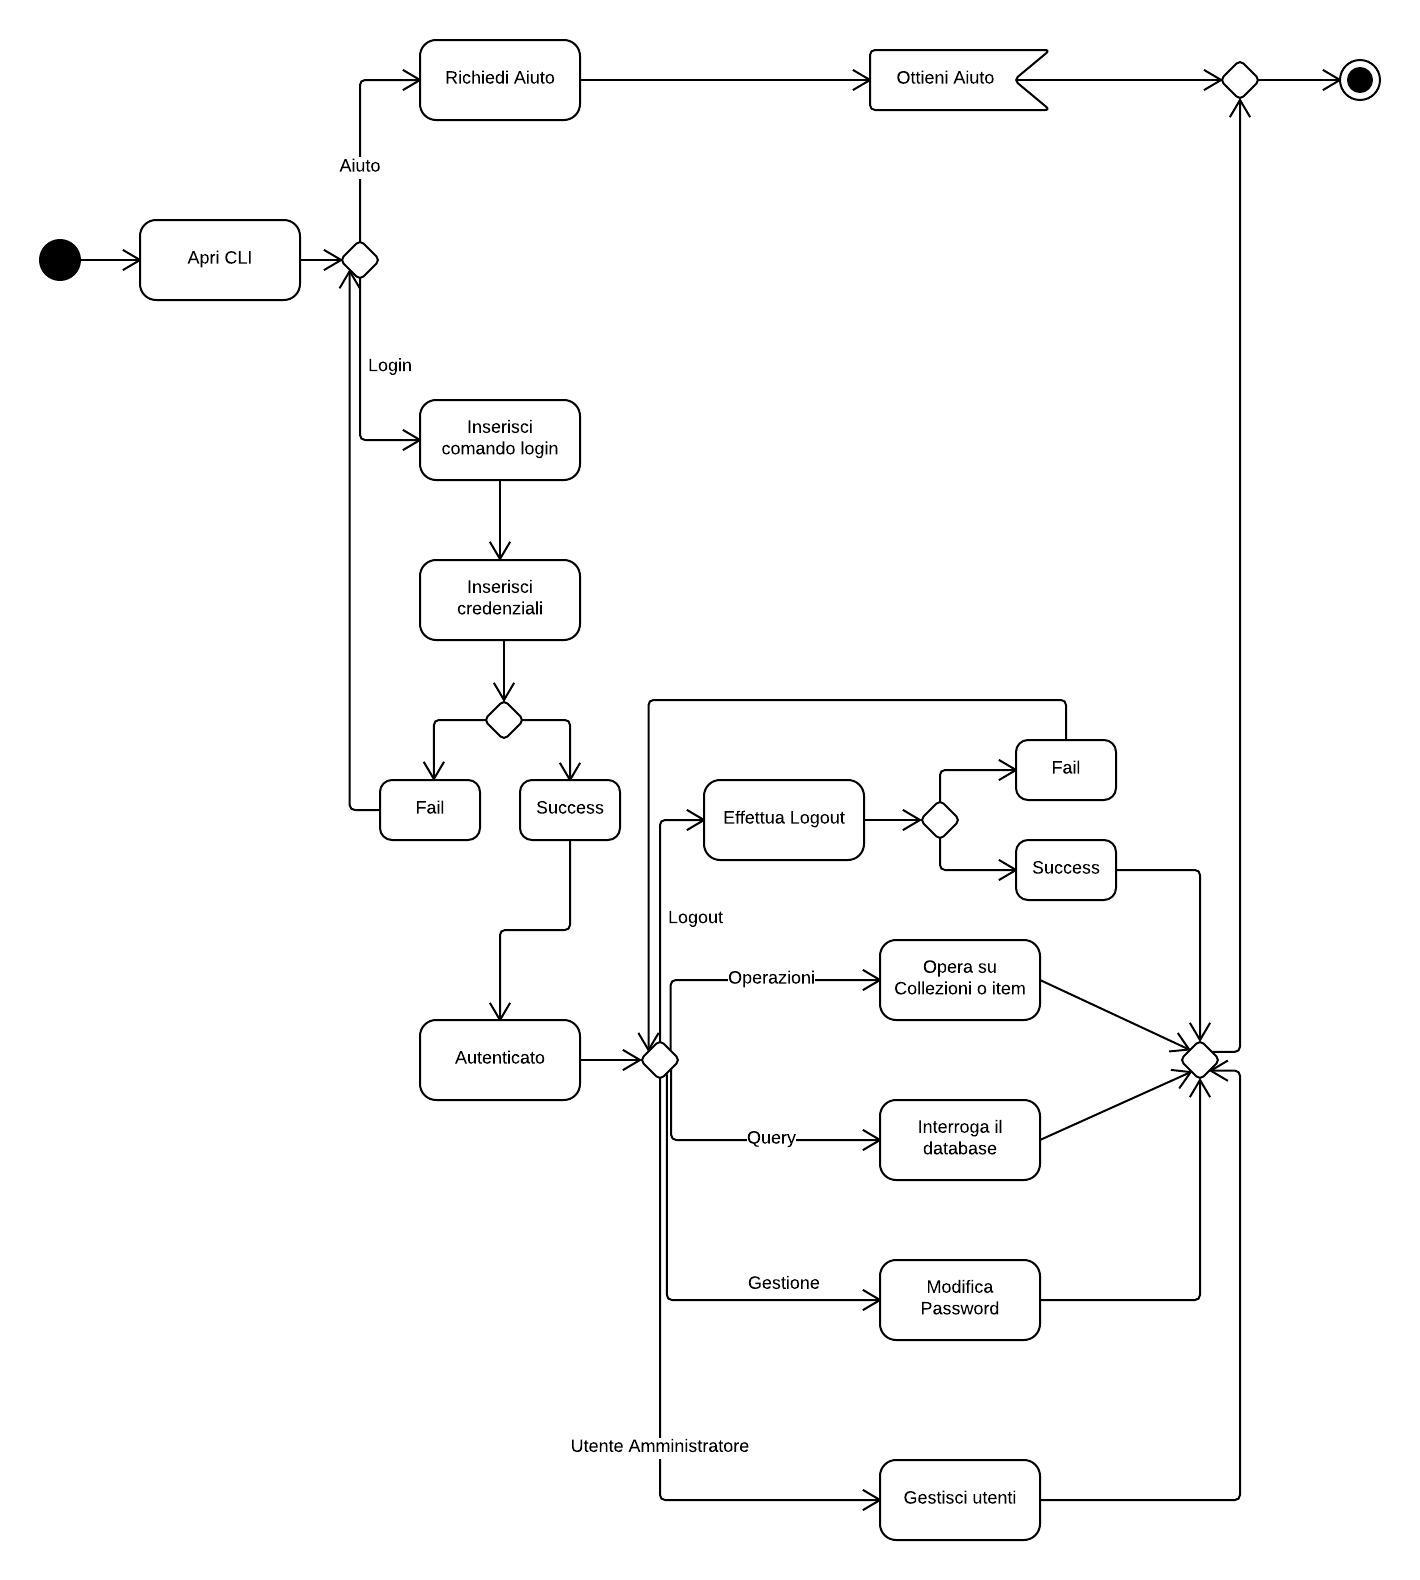 Richiedi Aiuto
Ottieni Aiuto
Aiuto
Apri CLI
Login
Inserisci
comando login
Inserisci
credenziali
Fail
Success
Effettua Logout
Fail
Success
Logout
Operazioni
Opera su
Collezioni o item
Autenticato
Query
Interroga il
database
Gestione
Modifica
Password
Utente Amministratore
Gestisci utenti